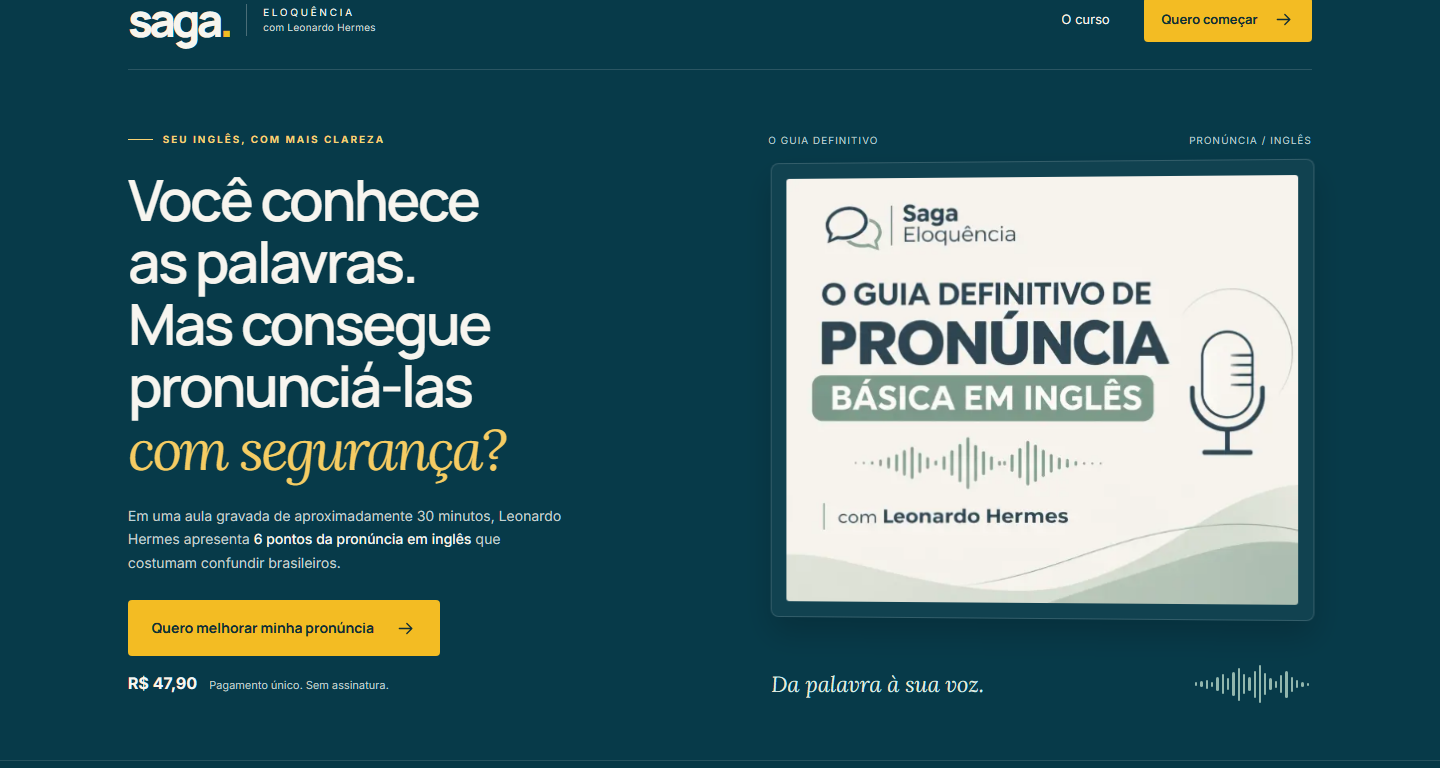 saga.
ELOQUÊNCIA
com Leonardo Hermes
O curso
Quero começar
SEU INGLÊS, COM MAIS CLAREZA
Você conhece
as palavras.
Mas consegue
pronunciá-las
com segurança?
Em uma aula gravada de aproximadamente 30 minutos, Leonardo
Hermes apresenta 6 pontos da pronúncia em inglês que
costumam confundir brasileiros.
Quero melhorar minha pronúncia
R$ 47,90 Pagamento único. Sem assinatura.
O GUIA DEFINITIVO
PRONÚNCIA / INGLÊS
Saga
Eloquência
O GUIA DEFINITIVO DE
PRONÚNCIA
BÁSICA EM INGLÊS
com Leonardo Hermes
Da palavra à sua voz.